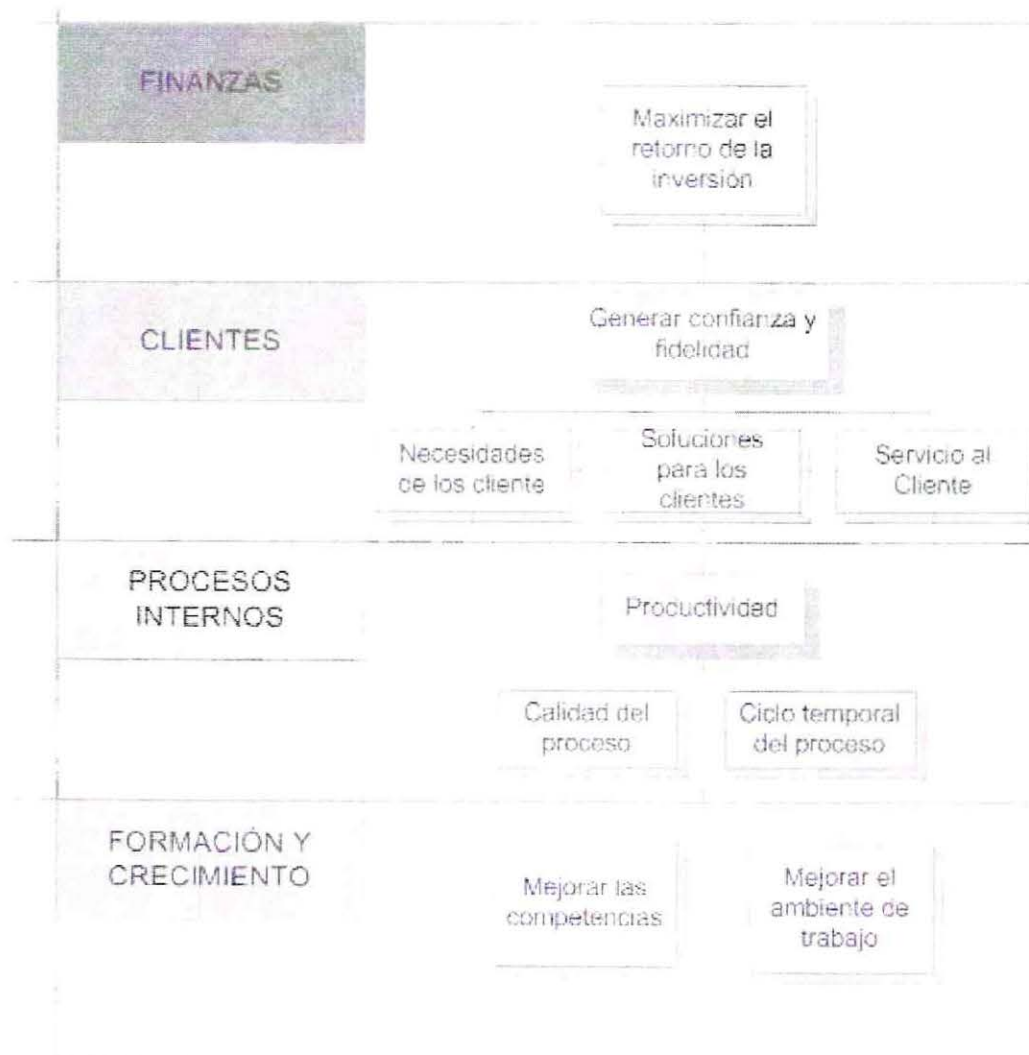 FINANZAS
Maximizar el
retorno de la
inversión
CLIENTES
Generar confianza y
fidelidad
Necesidades
de los cliente
Soluciones
para los
clientes
Servicio al
Cliente
PROCESOS
INTERNOS
Productividad
Calidad del
proceso
Ciclo temporal
del proceso
FORMACIÓN Y
CRECIMIENTO
Mejorar las
competencias
Mejorar el
ambiente de
trabajo